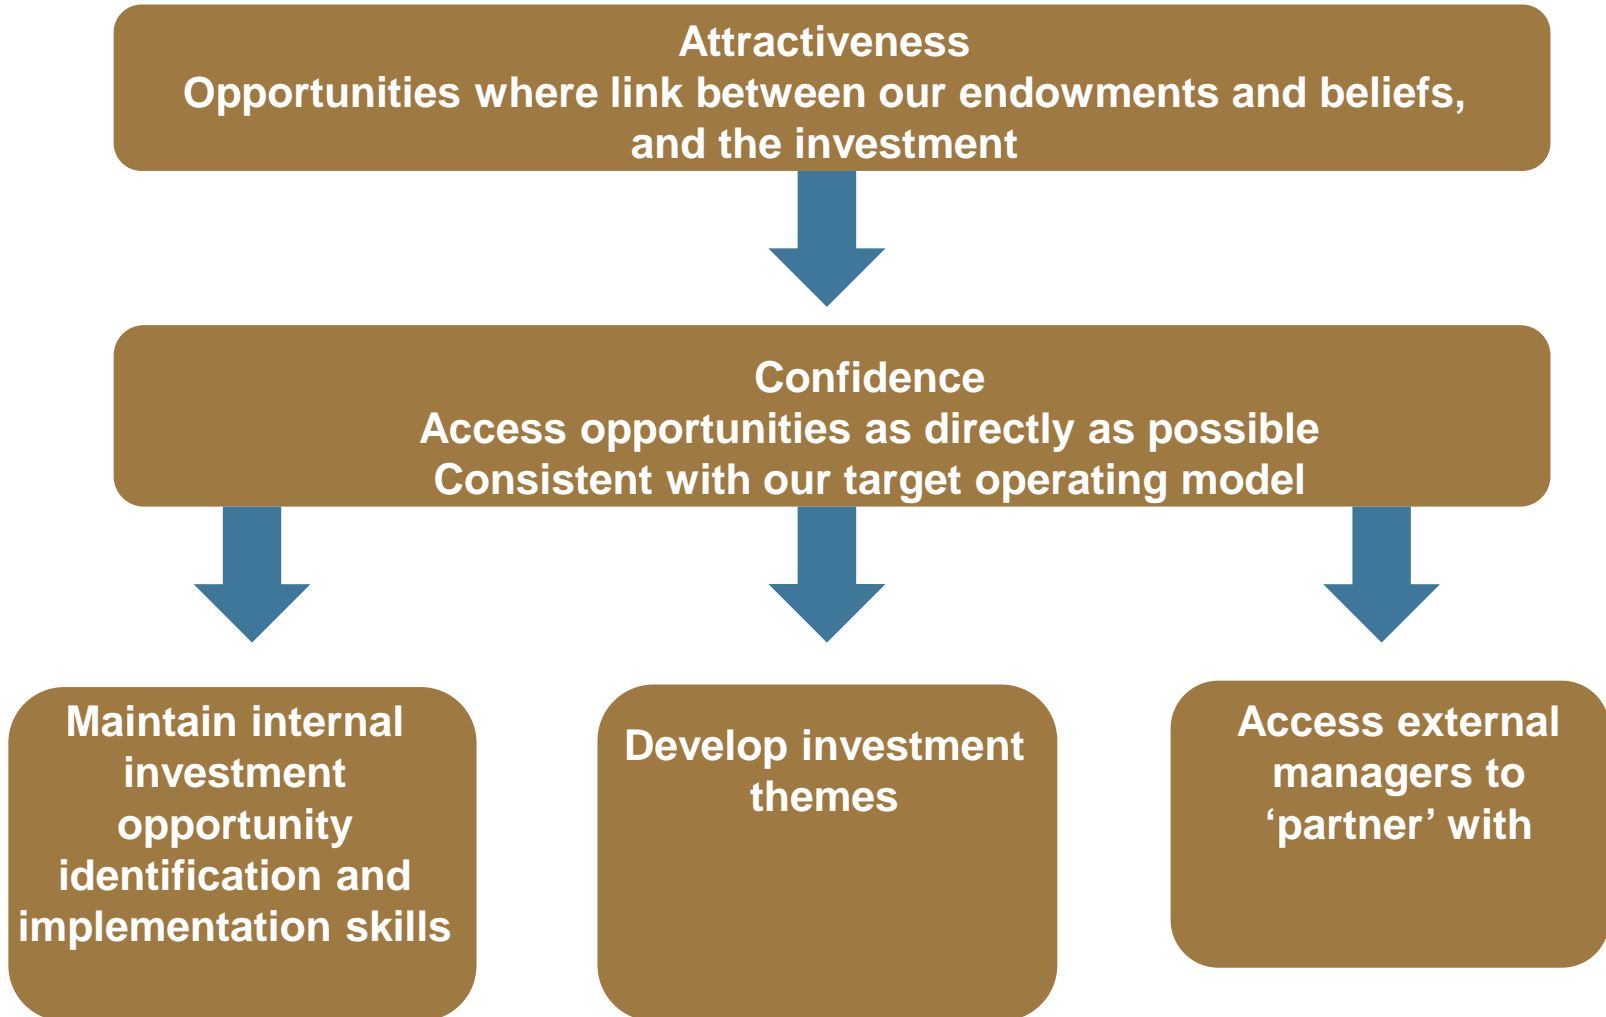 Attractiveness
Opportunities where link between our endowments and beliefs,
and the investment
Confidence
Access opportunities as directly as possible
Consistent with our target operating model
Maintain internal
investment
opportunity
identification and
implementation skills
Develop investment
themes
Access external
managers to
‘partner’ with